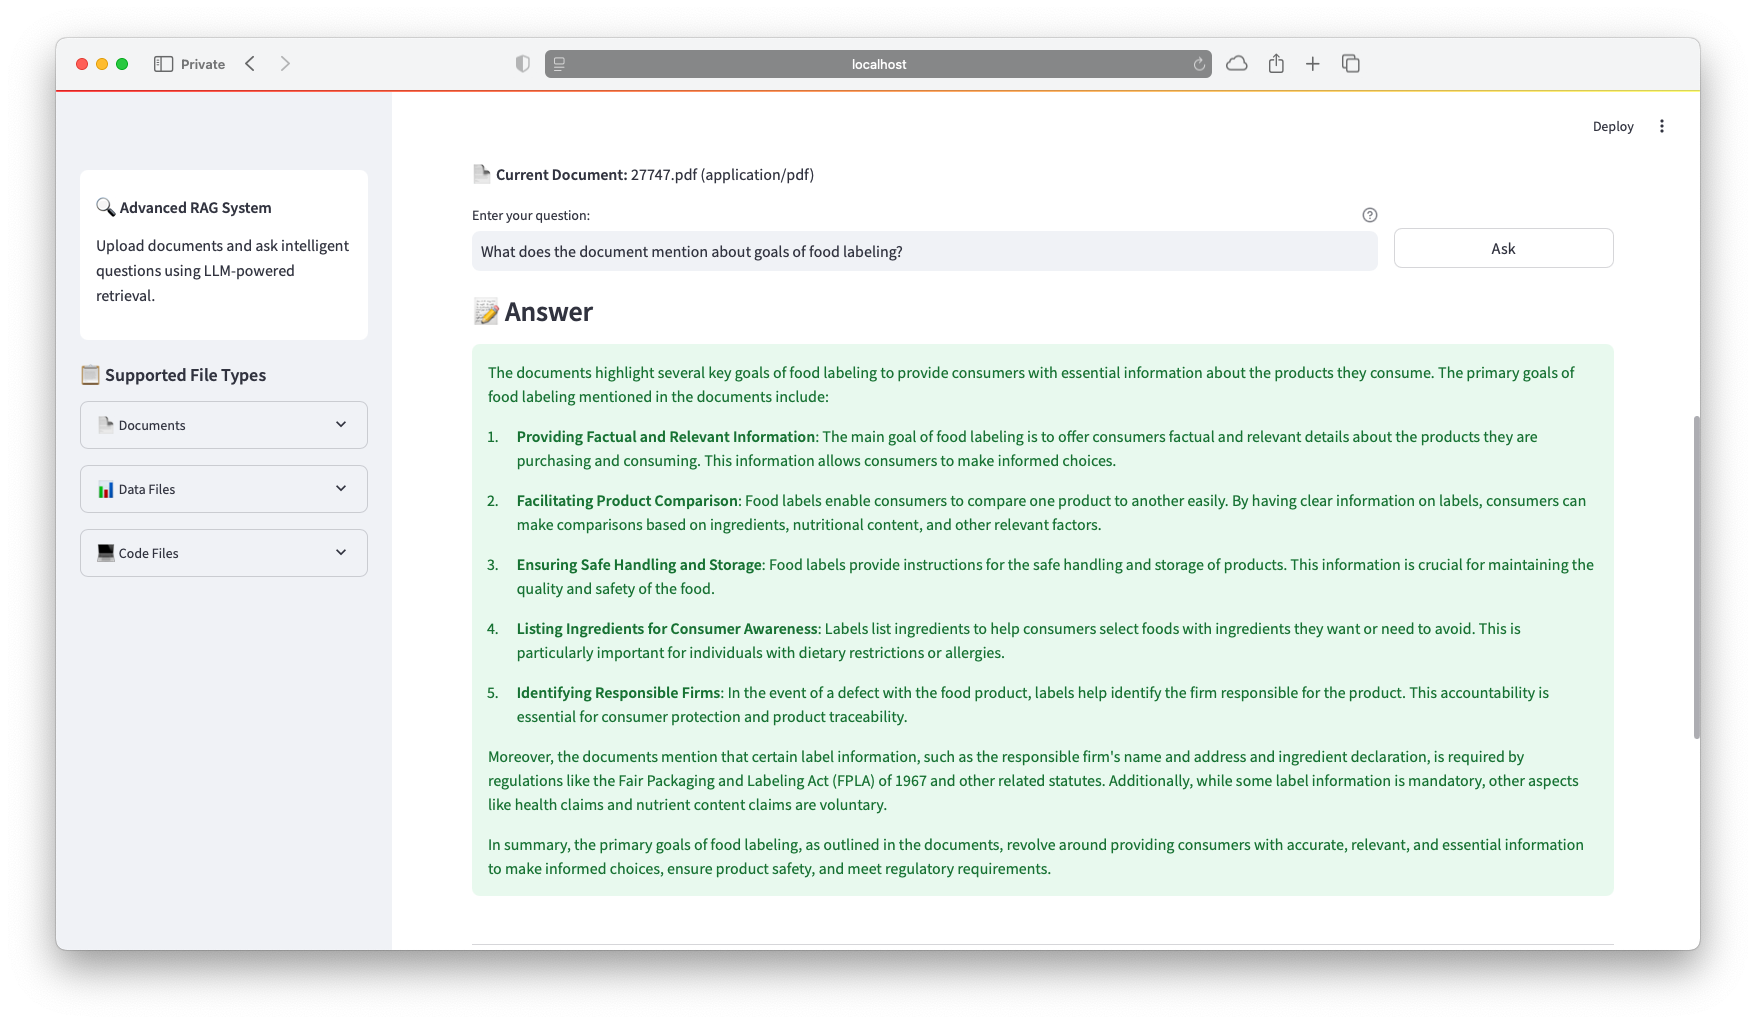 Private
localhost
Deploy
Advanced RAG System
Upload documents and ask intelligent
questions using LLM-powered
retrieval.
Supported File Types
Documents
Data Files
Code Files
Current Document: 27747.pdf (application/pdf)
Enter your question:
What does the document mention about goals of food labeling?
Ask
Answer
The documents highlight several key goals of food labeling to provide consumers with essential information about the products they consume. The primary goals of
food labeling mentioned in the documents include:
1. Providing Factual and Relevant Information: The main goal of food labeling is to offer consumers factual and relevant details about the products they are
purchasing and consuming. This information allows consumers to make informed choices.
2. Facilitating Product Comparison: Food labels enable consumers to compare one product to another easily. By having clear information on labels, consumers can
make comparisons based on ingredients, nutritional content, and other relevant factors.
3. Ensuring Safe Handling and Storage: Food labels provide instructions for the safe handling and storage of products. This information is crucial for maintaining the
quality and safety of the food.
4. Listing Ingredients for Consumer Awareness: Labels list ingredients to help consumers select foods with ingredients they want or need to avoid. This is
particularly important for individuals with dietary restrictions or allergies.
5. Identifying Responsible Firms: In the event of a defect with the food product, labels help identify the firm responsible for the product. This accountability is
essential for consumer protection and product traceability.
Moreover, the documents mention that certain label information, such as the responsible firm's name and address and ingredient declaration, is required by
regulations like the Fair Packaging and Labeling Act (FPLA) of 1967 and other related statutes. Additionally, while some label information is mandatory, other aspects
like health claims and nutrient content claims are voluntary.
In summary, the primary goals of food labeling, as outlined in the documents, revolve around providing consumers with accurate, relevant, and essential information
to make informed choices, ensure product safety, and meet regulatory requirements.